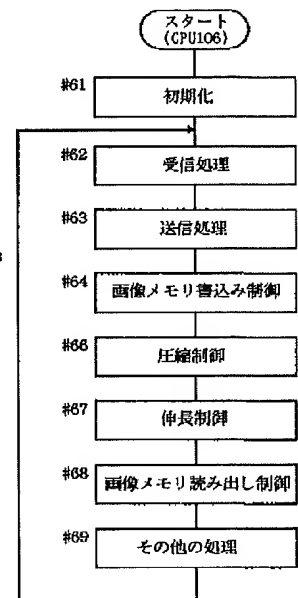 スタート
(CPU106)
#61
初期化
#62
受信処理
#63
送信処理
#64
画像メモリ書込み制御
#66
圧縮制御
#67
伸長制御
#68
画像メモリ読み出し制御
#69
その他の処理